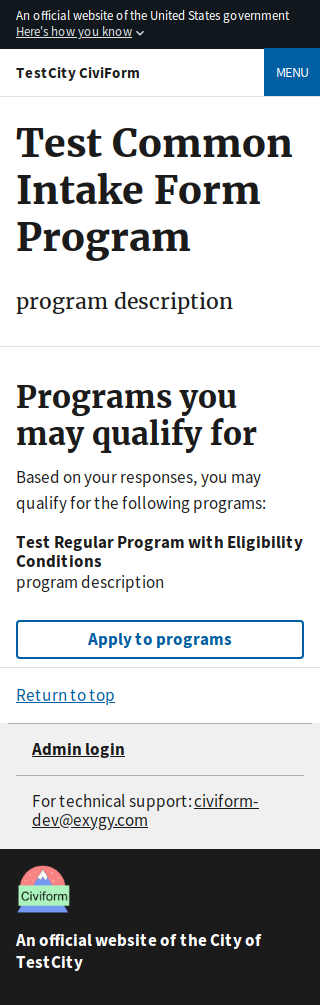 An official website of the United States government
Here's how you know
TestCity CiviForm
MENU
Test Common
Intake Form
Program
program description
Programs you
may qualify for
Based on your responses, you may
qualify for the following programs:
Test Regular Program with Eligibility
Conditions
program description
Apply to programs
Return to top
Admin login
For technical support: civiform-
dev@exygy.com
Civiform
An official website of the City of
TestCity